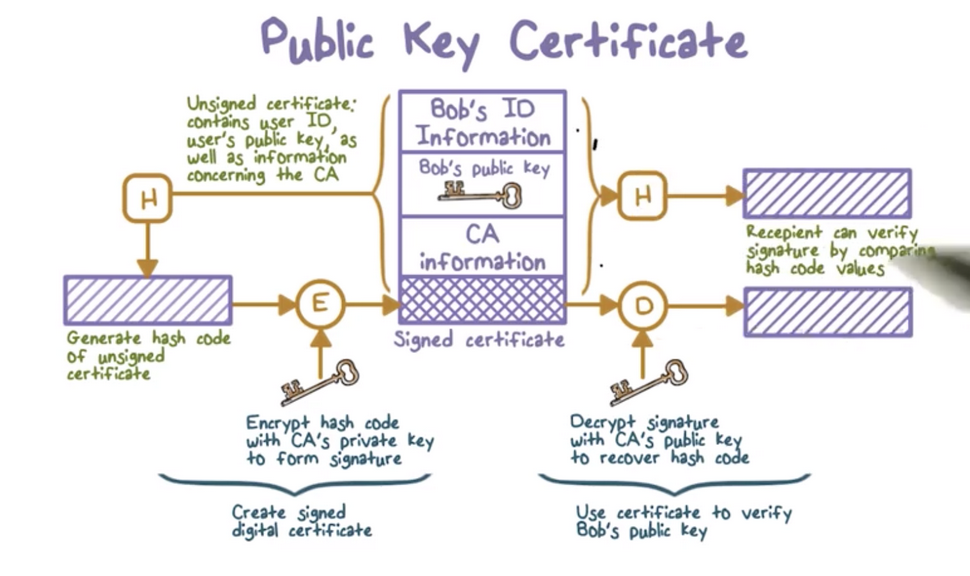 Public Key Certificate
Unsigned certificate:
contains user ID,
user's public key, as
well as information
concerning the CA
Bob's ID
Information
Bob's public key
CA
information
Signed certificate
H
H
Recepient can verify
signature by comparing
hash code values
E
D
Generate hash code
of unsigned
certificate
Encrypt hash code
with CA's private key
to form signature
Decrypt signature
with CA's public key
to recover hash code
Create signed
digital certificate
Use certificate to verify
Bob's public key